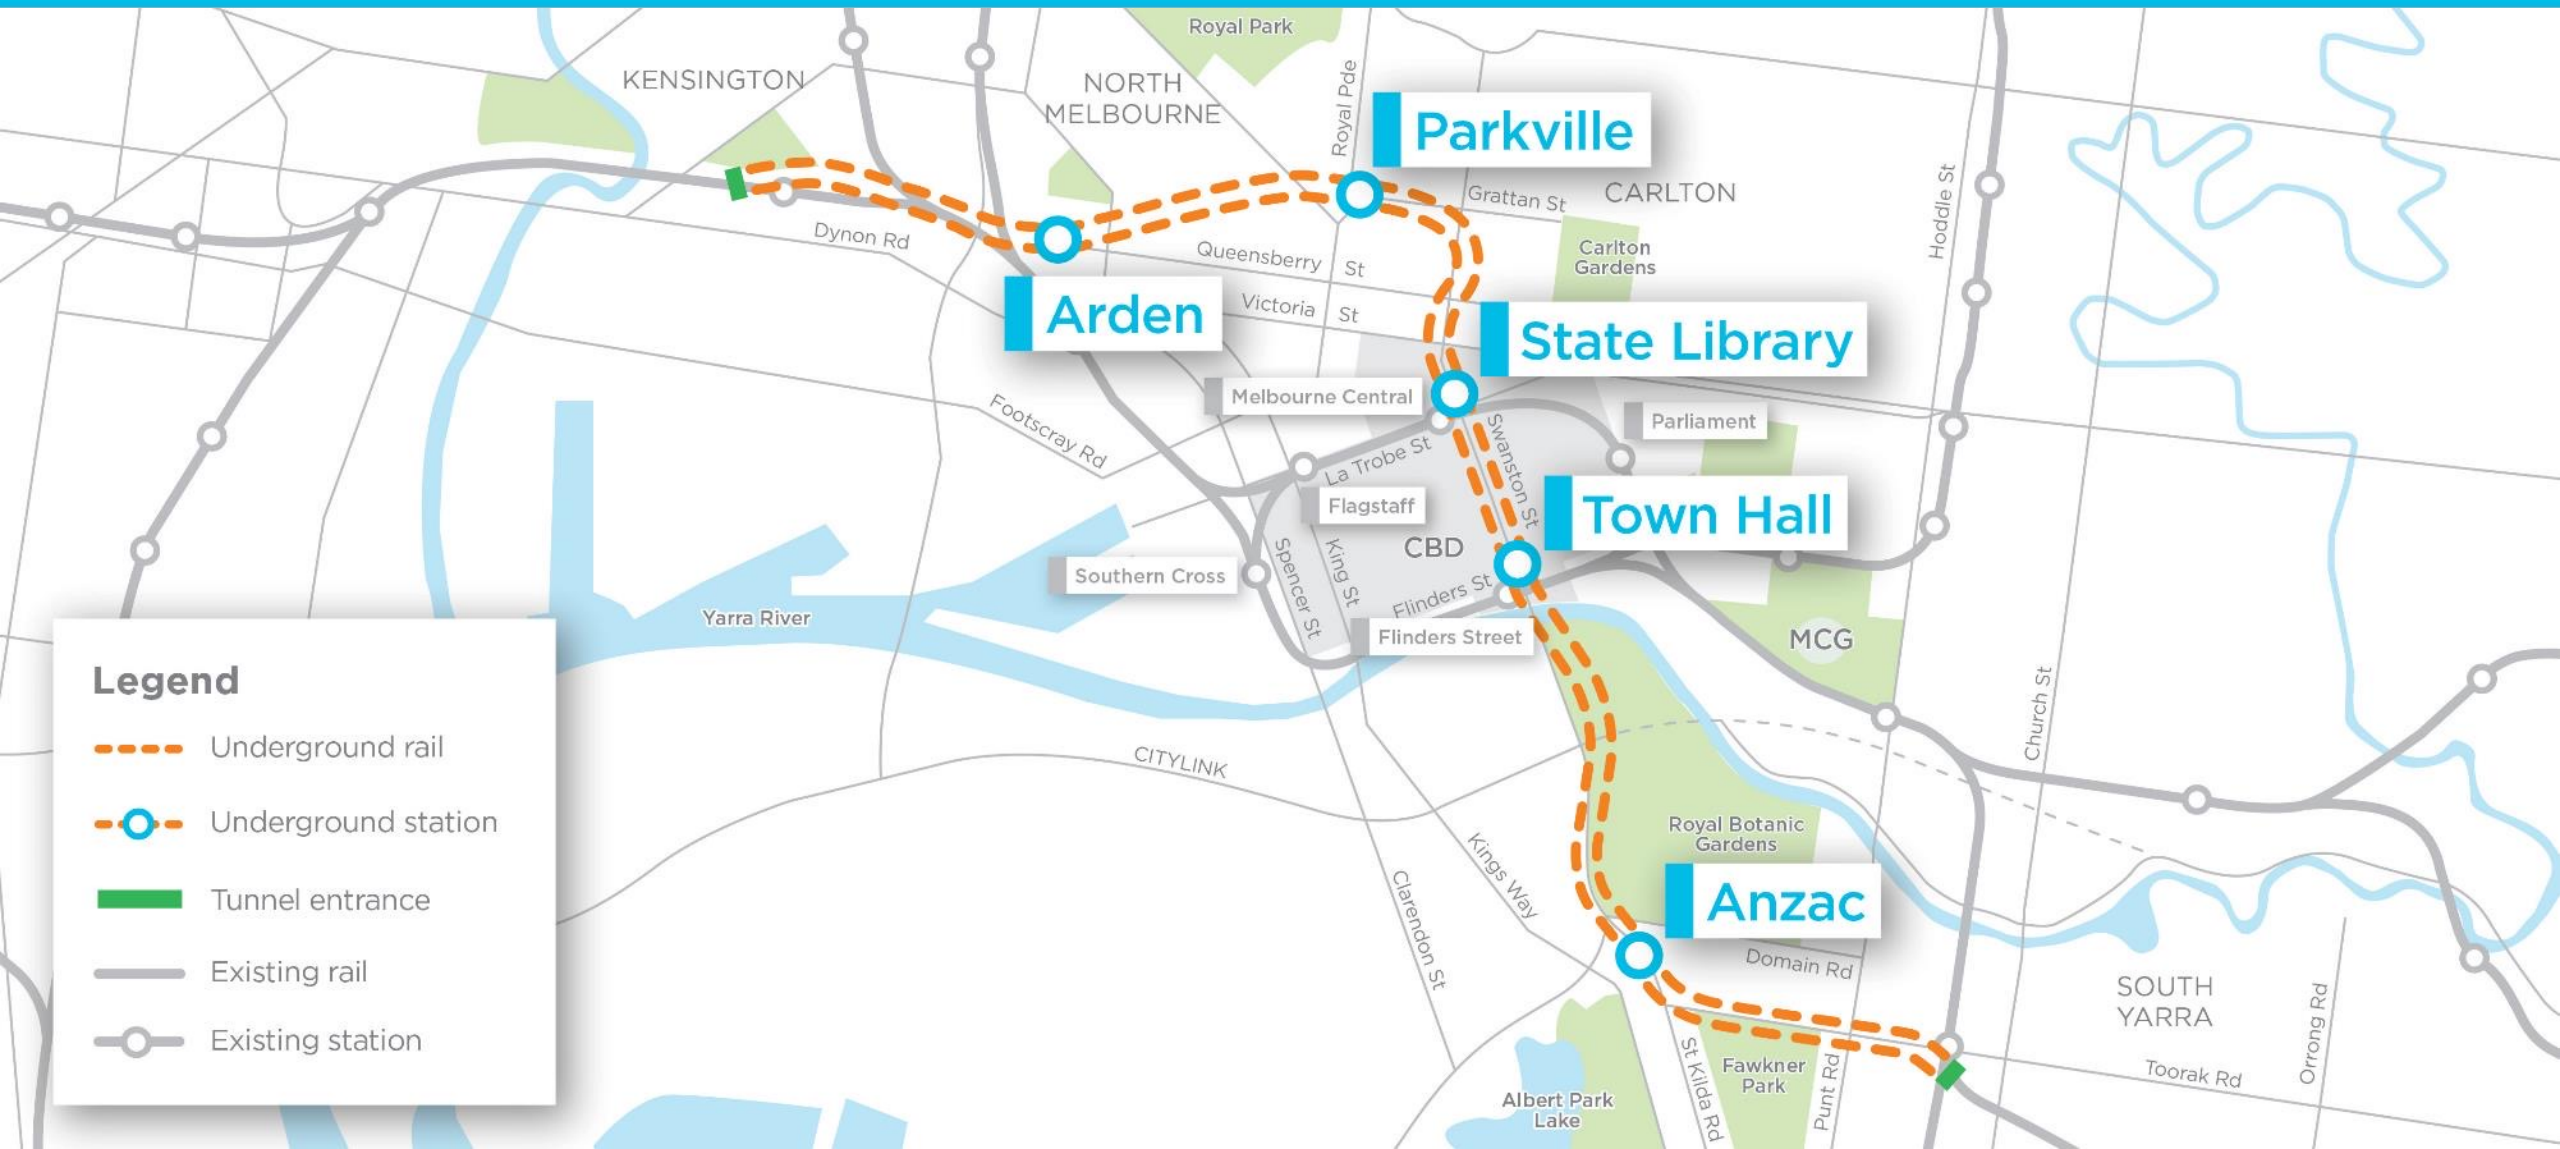 Royal Park
KENSINGTON
NORTH
MELBOURNE
Royal Pde
Parkville
Grattan St
CARLTON
Hoddle St
Dynon Rd
Queensberry St
Carlton
Gardens
Arden
Victoria St
State Library
Melbourne Central
Footscray Rd
La Trobe St
Swanston St
Parliament
Flagstaff
Town Hall
CBD
Southern Cross
Spencer St
King St
Flinders St
Yarra River
Flinders Street
MCG
Church St
CITYLINK
Royal Botanic
Gardens
Kings Way
Clarendon St
Anzac
Domain Rd
SOUTH
YARRA
Orrong Rd
St Kilda Rd
Fawkner
Park
Punt Rd
Toorak Rd
Albert Park
Lake
Legend
Underground rail
Underground station
Tunnel entrance
Existing rail
Existing station